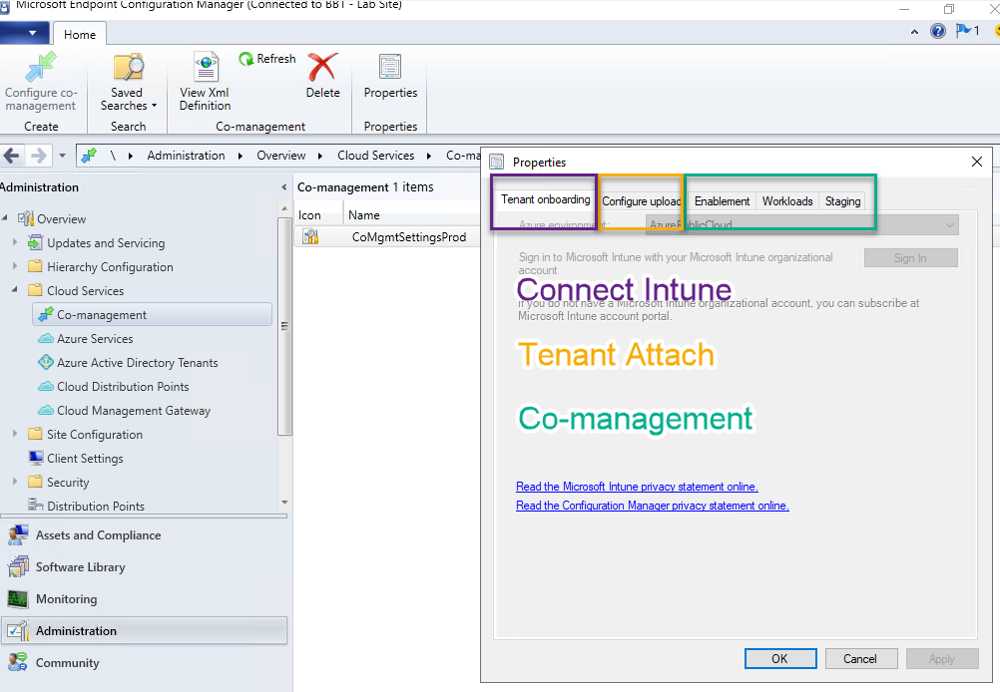 Microsoft Endpoint Configuration Manager (Connected to BBT - Lab Site)
Home
1
Configure co-
management
Create
Saved
Searches
Search
View Xml
Definition
Refresh
Delete
Co-management
Properties
Properties
\ Administration Overview Cloud Services Co-ma
Administration
Overview
Updates and Servicing
Hierarchy Configuration
Cloud Services
Co-management
Azure Services
Azure Active Directory Tenants
Cloud Distribution Points
Cloud Management Gateway
Site Configuration
Client Settings
Security
Distribution Points
Assets and Compliance
Software Library
Monitoring
Administration
Community
Co-management 1 items
Icon Name
CoMgmtSettingsProd
Properties
Tenant onboarding Configure upload Enablement Workloads Staging
Azure environment: AzurePublicCloud
Sign in to Microsoft Intune with your Microsoft Intune organizational
account
Sign In
Connect Intune
If you do not have a Microsoft Intune organizational account, you can subscribe at
Microsoft Intune account portal.
Tenant Attach
Co-management
Read the Microsoft Intune privacy statement online.
Read the Configuration Manager privacy statement online.
OK Cancel Apply